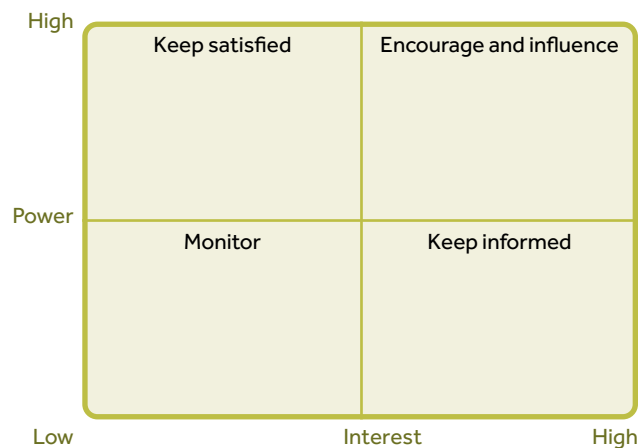 High
Keep satisfied
Encourage and influence
Power
Monitor
Keep informed
Low
Interest
High